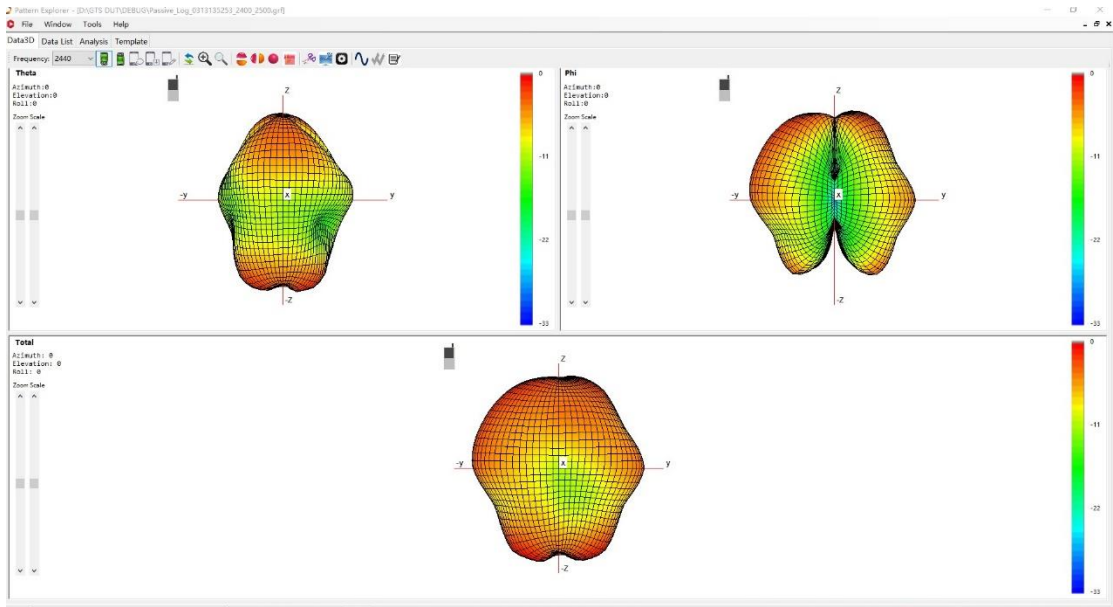 Pattern Explorer - [D:\GTS OUT\DEBUG\Passive_Log_0313135253_2400_2500.grf]
File Window Tools Help
Data3D Data List Analysis Template
Frequency: 2440
Theta
Azimuth:0
Elevation:0
Roll:0
Zoom Scale
Z
-y
x
y
-Z
0
-11
-22
-33
Phi
Azimuth:0
Elevation:0
Roll:0
Zoom Scale
Z
-y
x
y
-Z
0
-11
-22
-33
Total
Azimuth: 0
Elevation: 0
Roll: 0
Zoom Scale
Z
-y
x
y
-Z
0
-11
-22
-33